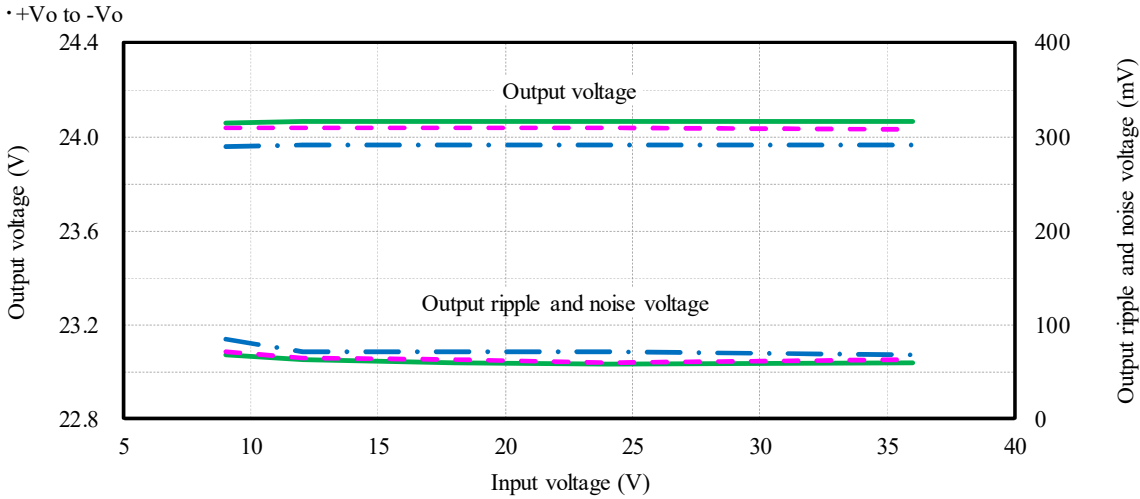 ・+Vo to -Vo
24.4
24.0
23.6
23.2
22.8
Output voltage (V)
400
300
200
100
0
Output ripple and noise voltage (mV)
Output voltage
Output ripple and noise voltage
5 10 15 20 25 30 35 40
Input voltage (V)